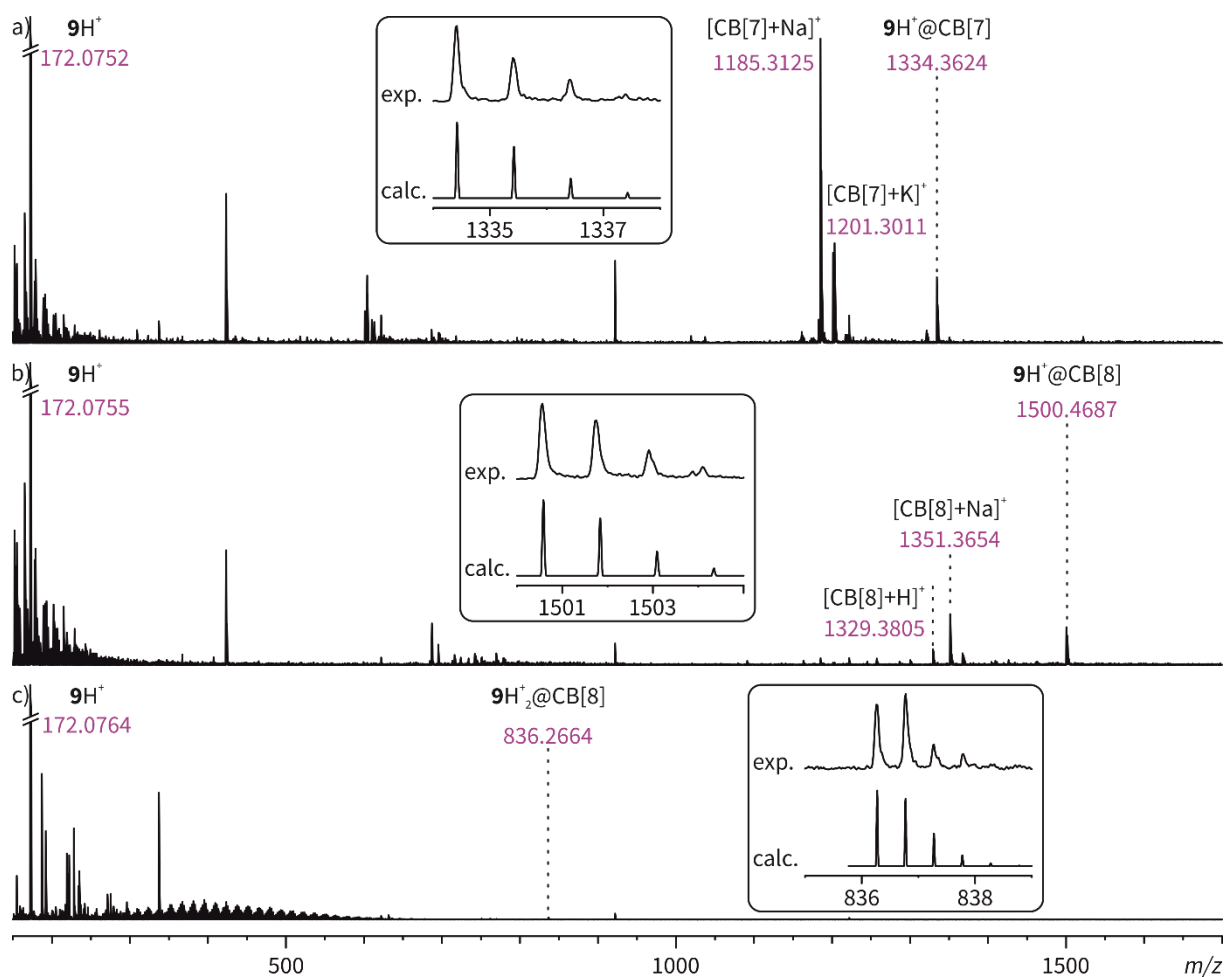 a) 9H⁺ [CB[7]+Na]⁺ 9H⁺@CB[7]
172.0752 1185.3125 1334.3624
exp.
calc.
[CB[7]+K]⁺
1201.3011
1335 1337
b) 9H⁺ 9H⁺@CB[8]
172.0755 1500.4687
exp.
[CB[8]+Na]⁺
1351.3654
calc.
[CB[8]+H]⁺
1329.3805
1501 1503
c) 9H⁺ 9H⁺₂@CB[8]
172.0764 836.2664
exp.
calc.
836 838
500 1000 1500 m/z